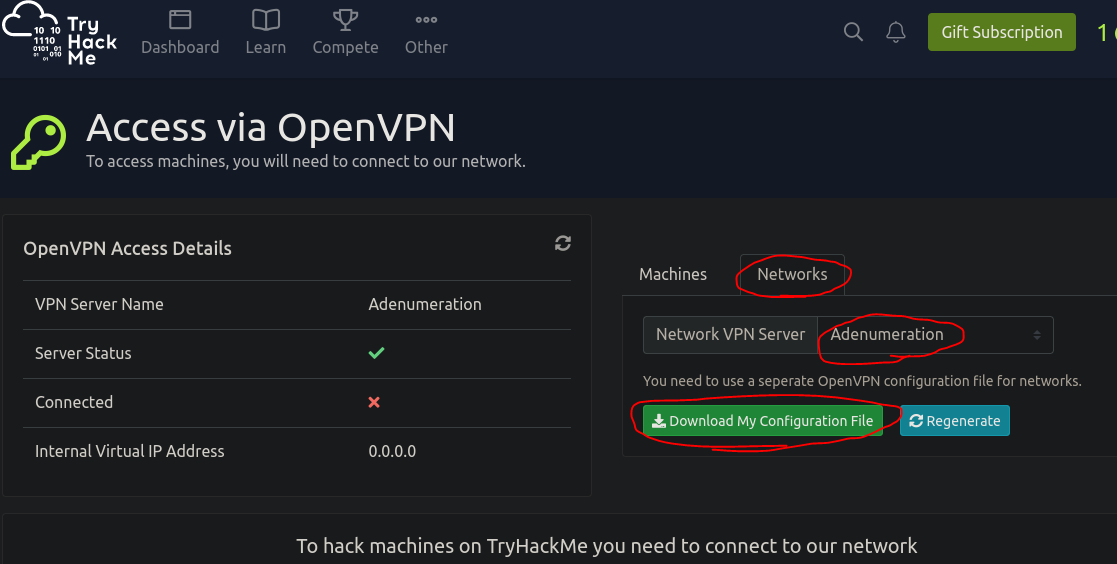 Try
Hack
Me
10 10
1110
0101 01
01 010
01
Dashboard
Learn
Compete
Other
Gift Subscription
1
Access via OpenVPN
To access machines, you will need to connect to our network.
OpenVPN Access Details
VPN Server Name Adenumeration
Server Status
Connected
Internal Virtual IP Address 0.0.0.0
Machines Networks
Network VPN Server Adenumeration
You need to use a seperate OpenVPN configuration file for networks.
Download My Configuration File Regenerate
To hack machines on TryHackMe you need to connect to our network